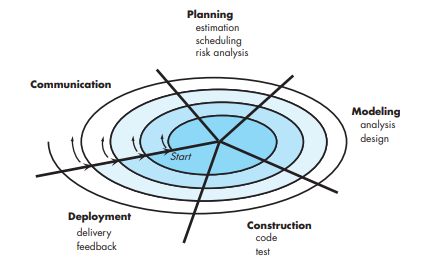 Planning
estimation
scheduling
risk analysis
Communication
Modeling
analysis
design
Start
Deployment
delivery
feedback
Construction
code
test